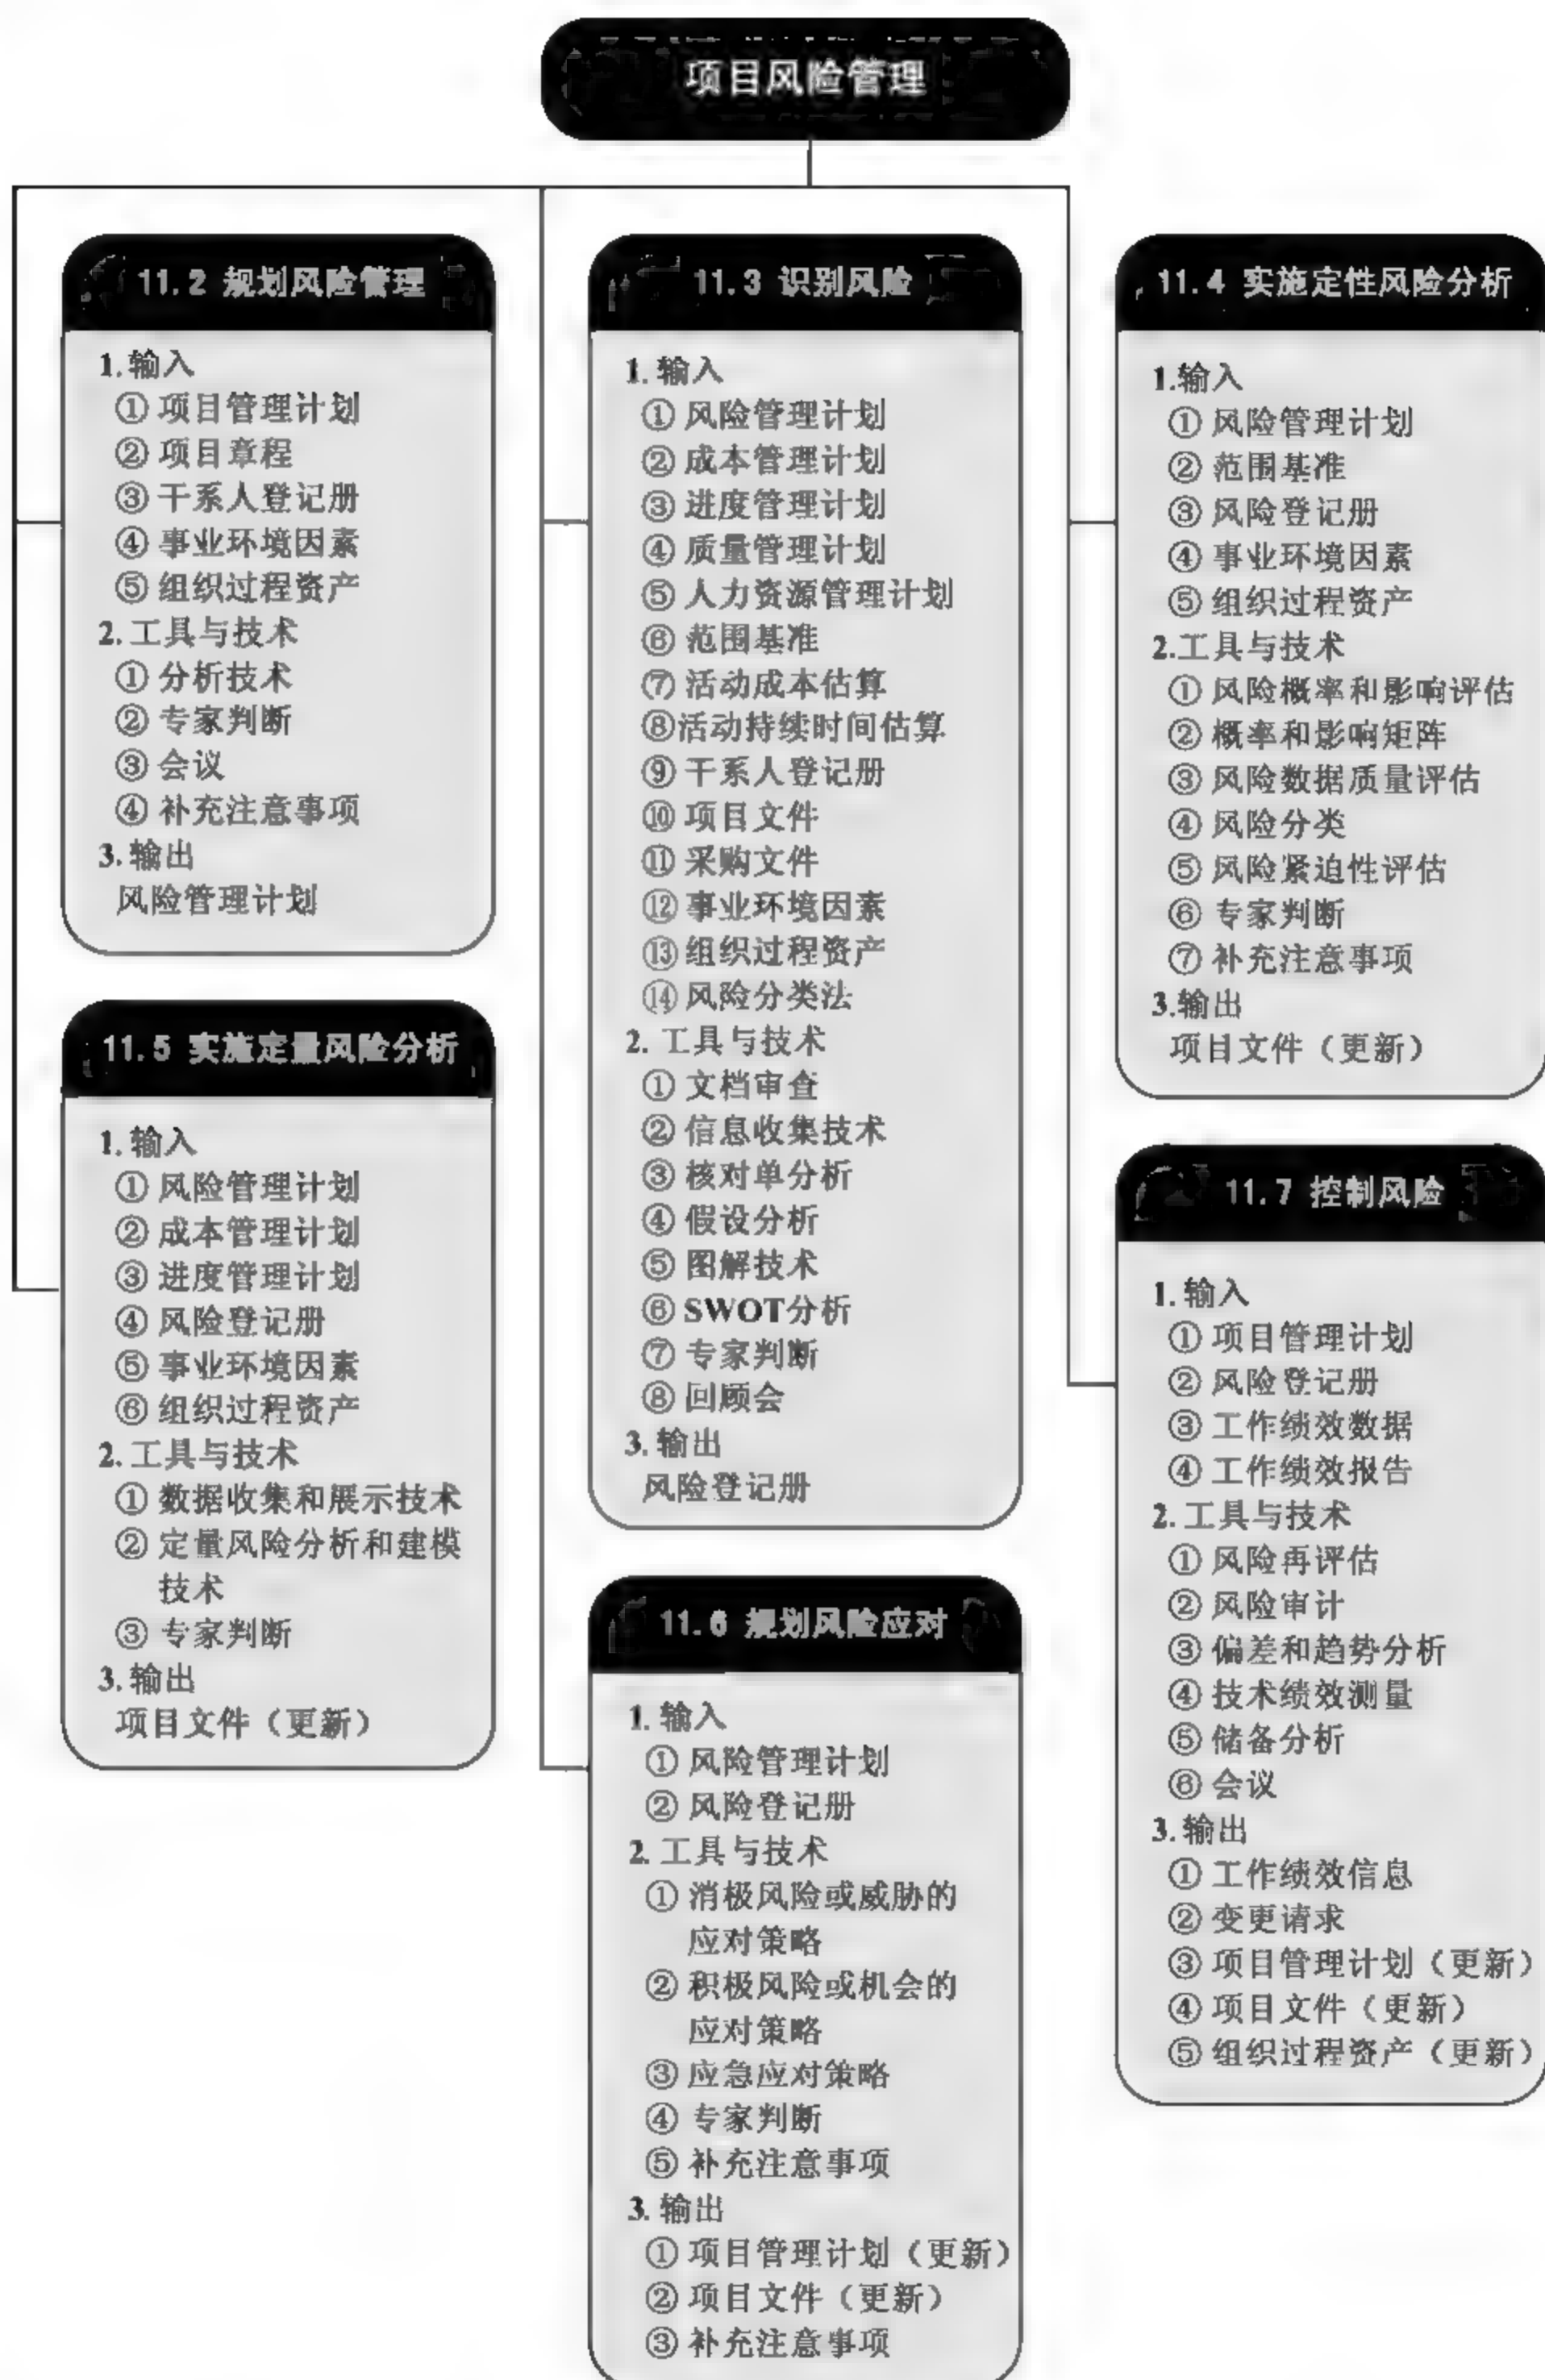 项目风险管理
11.2 规划风险管理
1.输入
① 项目管理计划
② 项目章程
③ 干系人登记册
④ 事业环境因素
⑤ 组织过程资产
2.工具与技术
① 分析技术
② 专家判断
③ 会议
④ 补充注意事项
3.输出
风险管理计划
11.3 识别风险
1.输入
① 风险管理计划
② 成本管理计划
③ 进度管理计划
④ 质量管理计划
⑤ 人力资源管理计划
⑥ 范围基准
⑦ 活动成本估算
⑧活动持续时间估算
⑨ 干系人登记册
⑩ 项目文件
⑪ 采购文件
⑫ 事业环境因素
⑬ 组织过程资产
⑭ 风险分类法
2.工具与技术
① 文档审查
② 信息收集技术
③ 核对单分析
④ 假设分析
⑤ 图解技术
⑥ SWOT分析
⑦ 专家判断
⑧ 回顾会
3.输出
风险登记册
11.4 实施定性风险分析
1.输入
① 风险管理计划
② 范围基准
③ 风险登记册
④ 事业环境因素
⑤ 组织过程资产
2.工具与技术
① 风险概率和影响评估
② 概率和影响矩阵
③ 风险数据质量评估
④ 风险分类
⑤ 风险紧迫性评估
⑥ 专家判断
⑦ 补充注意事项
3.输出
项目文件（更新）
11.5 实施定量风险分析
1.输入
① 风险管理计划
② 成本管理计划
③ 进度管理计划
④ 风险登记册
⑤ 事业环境因素
⑥ 组织过程资产
2.工具与技术
① 数据收集和展示技术
② 定量风险分析和建模
技术
③ 专家判断
3.输出
项目文件（更新）
11.6 规划风险应对
1.输入
① 风险管理计划
② 风险登记册
2.工具与技术
① 消极风险或威胁的
应对策略
② 积极风险或机会的
应对策略
③ 应急应对策略
④ 专家判断
⑤ 补充注意事项
3.输出
① 项目管理计划（更新）
② 项目文件（更新）
③ 补充注意事项
11.7 控制风险
1.输入
① 项目管理计划
② 风险登记册
③ 工作绩效数据
④ 工作绩效报告
2.工具与技术
① 风险再评估
② 风险审计
③ 偏差和趋势分析
④ 技术绩效测量
⑤ 储备分析
⑥ 会议
3.输出
① 工作绩效信息
② 变更请求
③ 项目管理计划（更新）
④ 项目文件（更新）
⑤ 组织过程资产（更新）